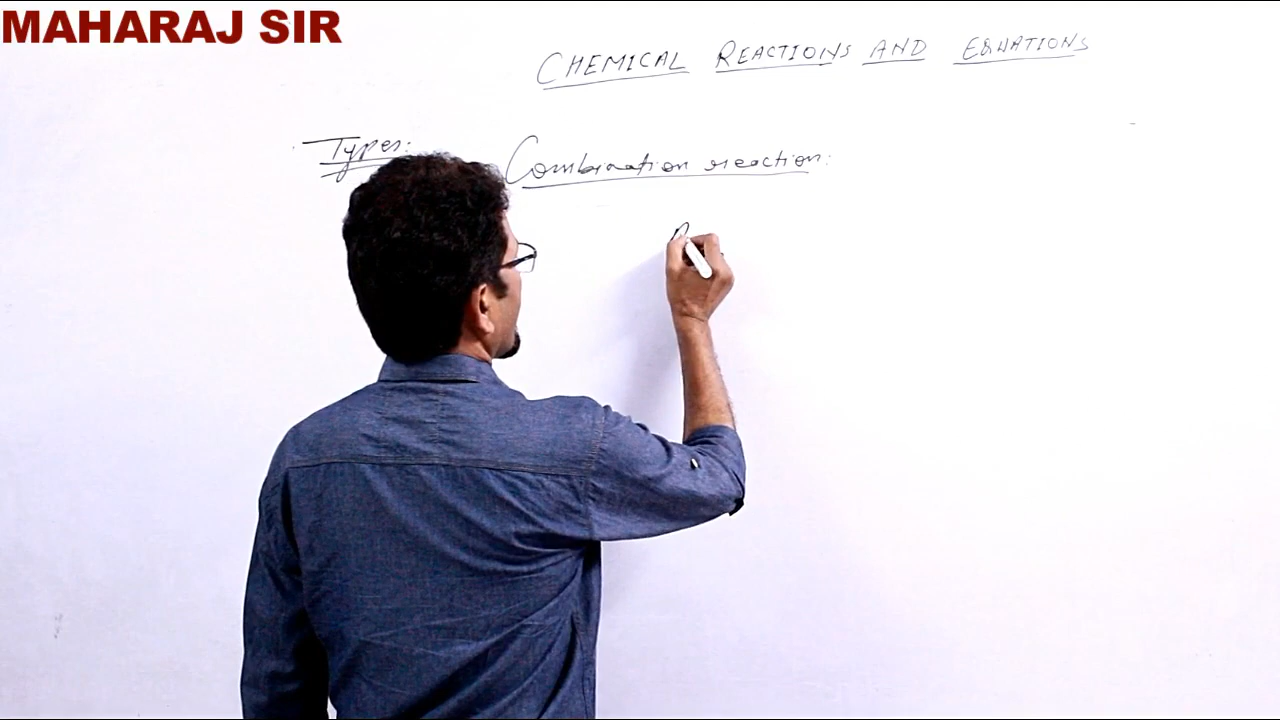 MAHARAJ SIR
CHEMICAL REACTIONS AND EQUATIONS
Types:
Combination reaction: